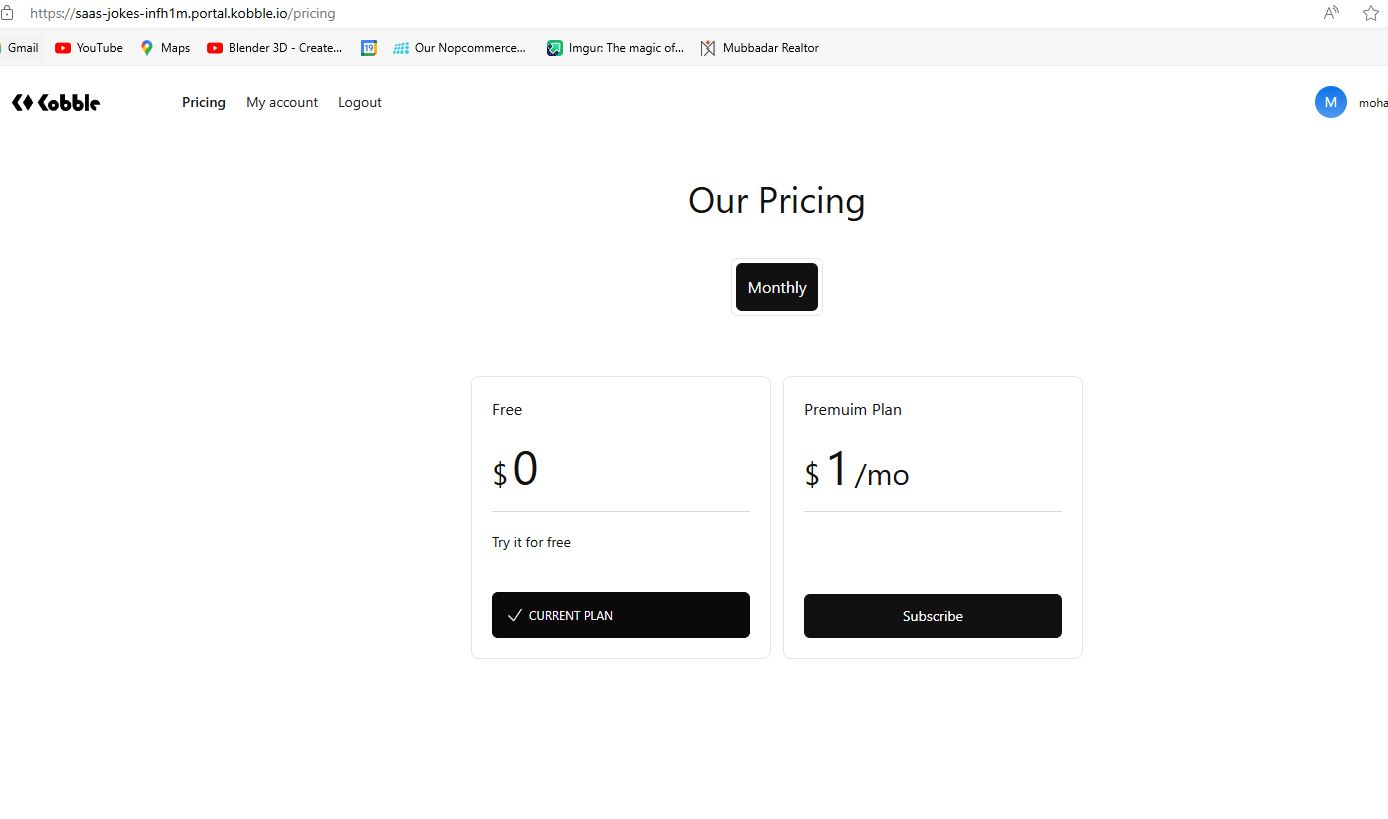 https://saas-jokes-infh1m.portal.kobble.io/pricing
Gmail YouTube Maps Blender 3D - Create... 19 Our Nopcommerce... Imgur: The magic of... Mubbadar Realtor
Kobble Pricing My account Logout M moha
Our Pricing
Monthly
Free
$ 0
Try it for free
CURRENT PLAN
Premuim Plan
$ 1 /mo
Subscribe